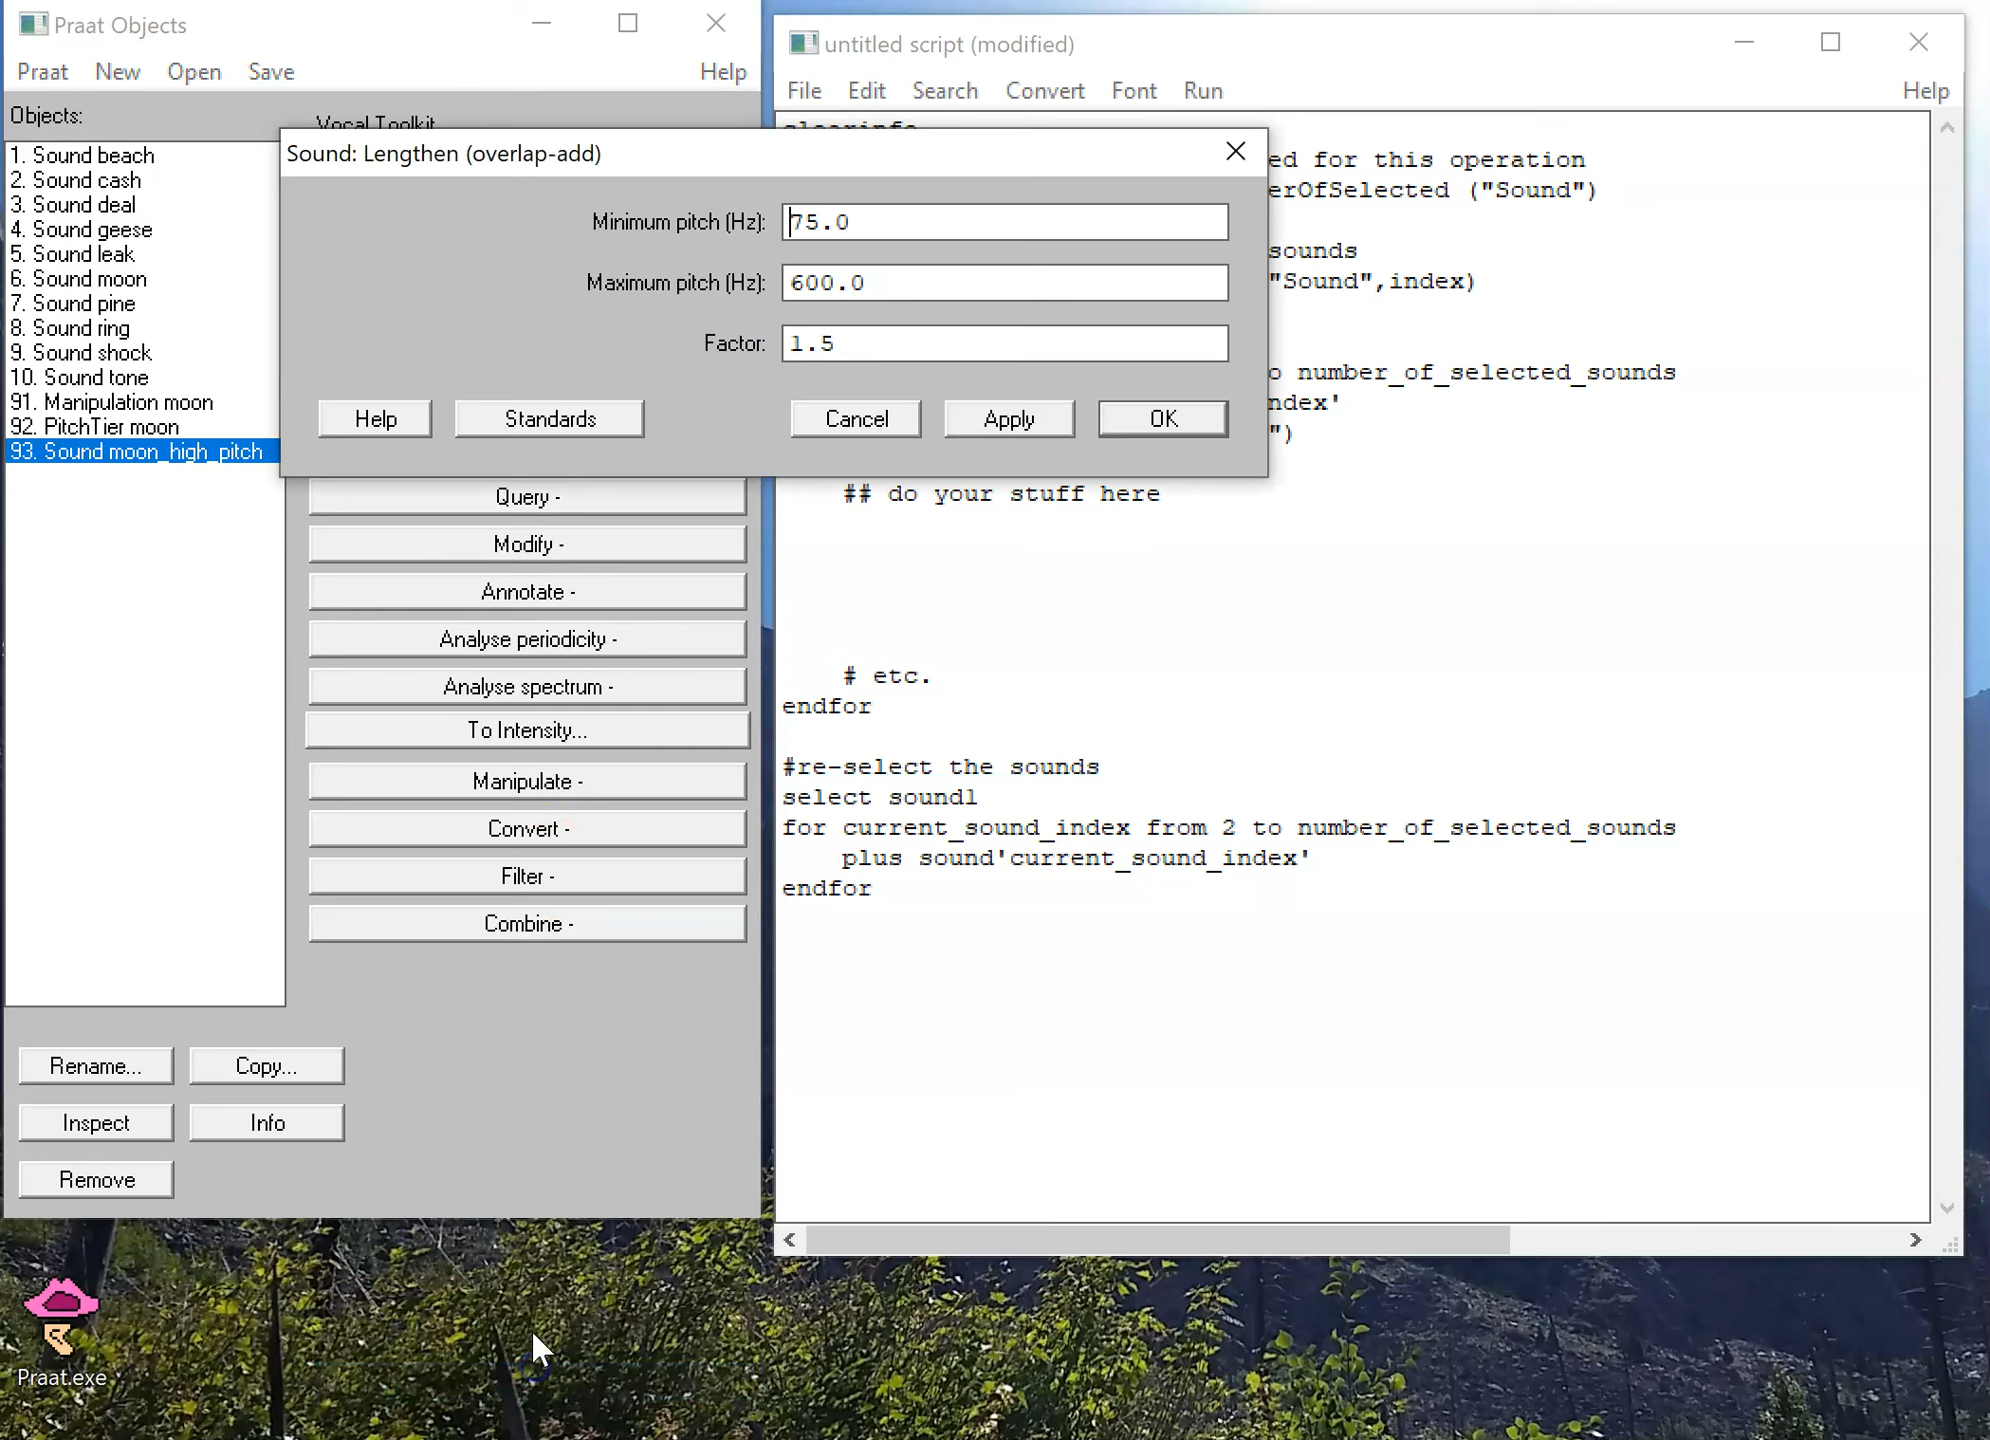 Praat Objects
Praat New Open Save Help
Objects:
1. Sound beach
2. Sound cash
3. Sound deal
4. Sound geese
5. Sound leak
6. Sound moon
7. Sound pine
8. Sound ring
9. Sound shock
10. Sound tone
91. Manipulation moon
92. PitchTier moon
93. Sound moon_high_pitch
Vocal Toolkit
Query -
Modify -
Annotate -
Analyse periodicity -
Analyse spectrum -
To Intensity...
Manipulate -
Convert -
Filter -
Combine -
Rename... Copy...
Inspect Info
Remove
Sound: Lengthen (overlap-add)
Minimum pitch (Hz): 75.0
Maximum pitch (Hz): 600.0
Factor: 1.5
Help Standards Cancel Apply OK
untitled script (modified)
File Edit Search Convert Font Run Help
clearinfo
ed for this operation
erOfSelected ("Sound")
sounds
"Sound",index)
o number_of_selected_sounds
ndex'
")
## do your stuff here
# etc.
endfor
#re-select the sounds
select sound1
for current_sound_index from 2 to number_of_selected_sounds
plus sound'current_sound_index'
endfor
Praat.exe